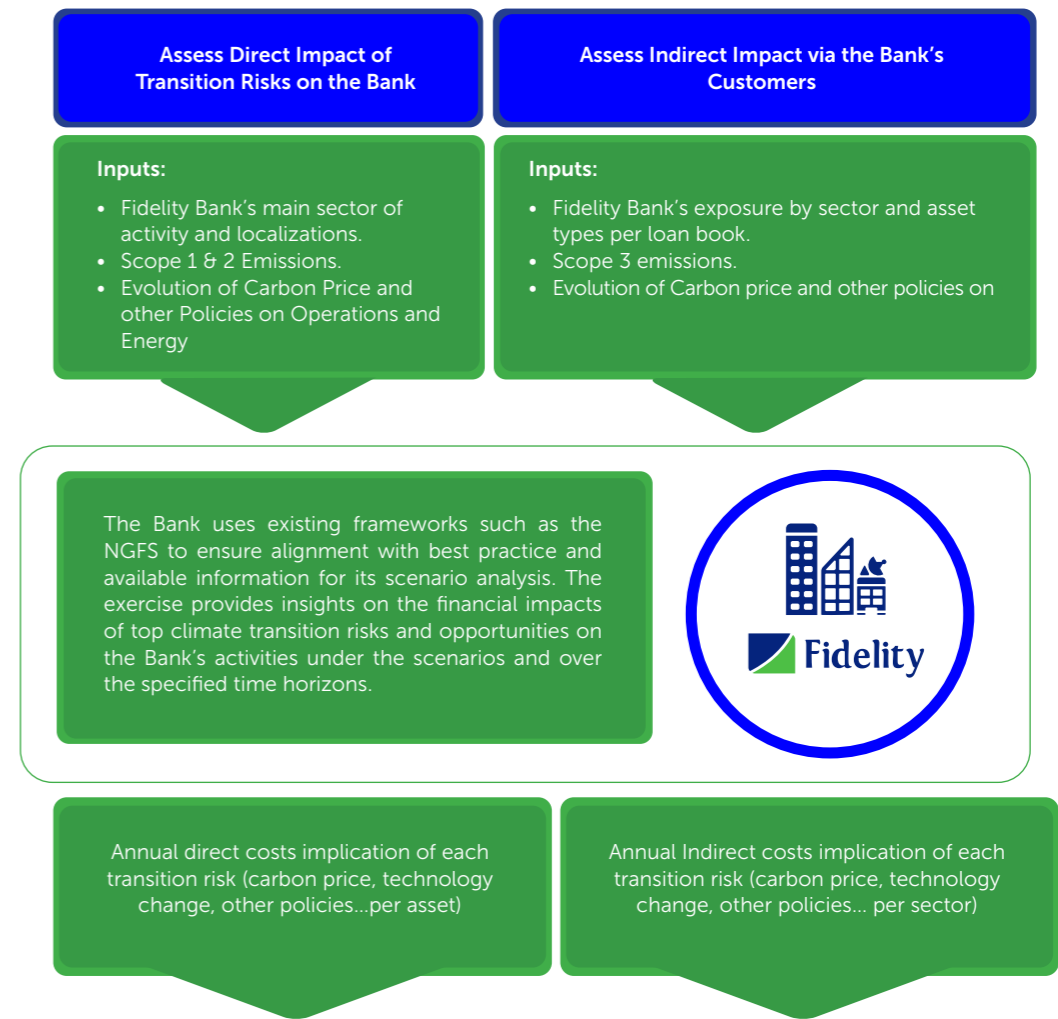 Assess Direct Impact of
Transition Risks on the Bank
Assess Indirect Impact via the Bank's
Customers
Inputs:
• Fidelity Bank's main sector of
activity and localizations.
• Scope 1 & 2 Emissions.
• Evolution of Carbon Price and
other Policies on Operations and
Energy
Inputs:
• Fidelity Bank's exposure by sector and asset
types per loan book.
• Scope 3 emissions.
• Evolution of Carbon price and other policies on
The Bank uses existing frameworks such as the
NGFS to ensure alignment with best practice and
available information for its scenario analysis. The
exercise provides insights on the financial impacts
of top climate transition risks and opportunities on
the Bank's activities under the scenarios and over
the specified time horizons.
Fidelity
Annual direct costs implication of each
transition risk (carbon price, technology
change, other policies...per asset)
Annual Indirect costs implication of each
transition risk (carbon price, technology
change, other policies... per sector)